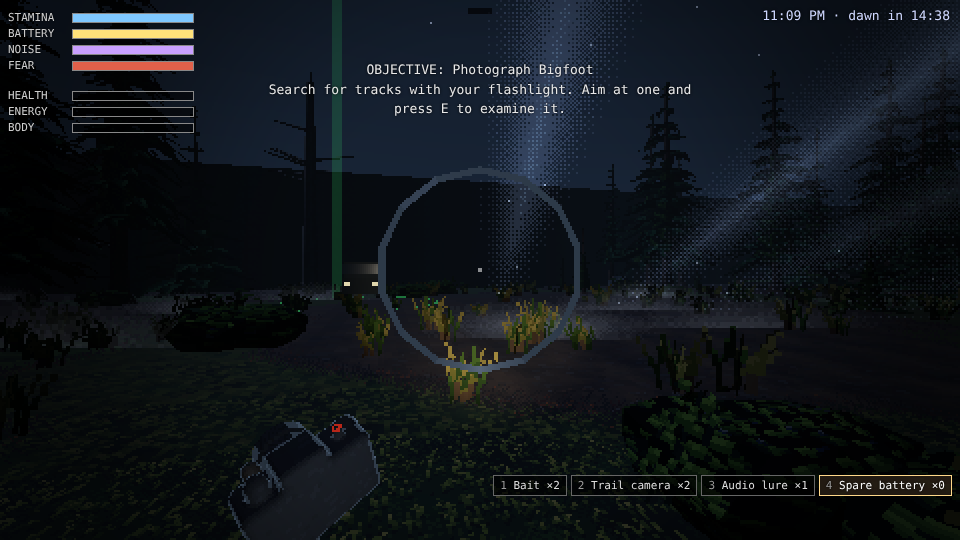 STAMINA
BATTERY
NOISE
FEAR
HEALTH
ENERGY
BODY
11:09 PM · dawn in 14:38
OBJECTIVE: Photograph Bigfoot
Search for tracks with your flashlight. Aim at one and
press E to examine it.
1 Bait ×2
2 Trail camera ×2
3 Audio lure ×1
4 Spare battery ×0